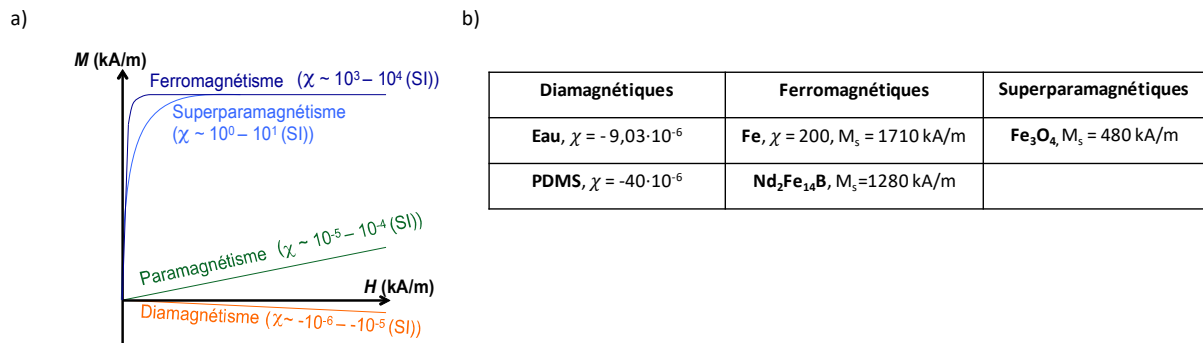 a)
M (kA/m)
Ferromagnétisme (χ ~ 10³ – 10⁴ (SI))
Superparamagnétisme
(χ ~ 10⁰ – 10¹ (SI))
Paramagnétisme (χ ~ 10⁻⁵ – 10⁻⁴ (SI))
H (kA/m)
Diamagnétisme (χ~ -10⁻⁶ – -10⁻⁵ (SI))
b)
Diamagnétiques Ferromagnétiques Superparamagnétiques
Eau, χ = - 9,03·10⁻⁶ Fe, χ = 200, Mₛ = 1710 kA/m Fe₃O₄, Mₛ = 480 kA/m
PDMS, χ = -40·10⁻⁶ Nd₂Fe₁₄B, Mₛ=1280 kA/m